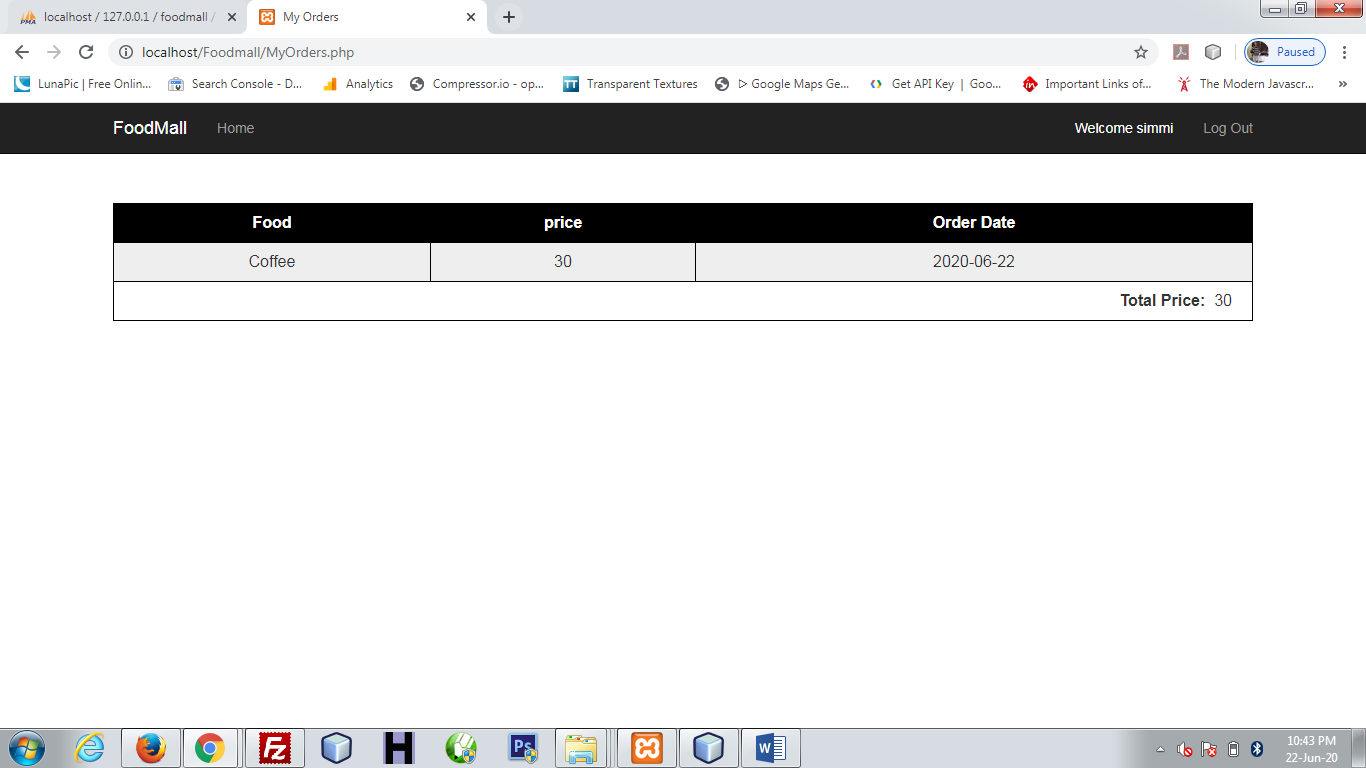 localhost / 127.0.0.1 / foodmall /
My Orders
localhost/Foodmall/MyOrders.php
Paused
LunaPic | Free Onlin...
Search Console - D...
Analytics
Compressor.io - op...
Transparent Textures
ᐅ Google Maps Ge...
Get API Key | Goo...
Important Links of...
The Modern Javascr...
»
FoodMall
Home
Welcome simmi
Log Out
Food price Order Date
Coffee 30 2020-06-22
Total Price: 30
10:43 PM
22-Jun-20